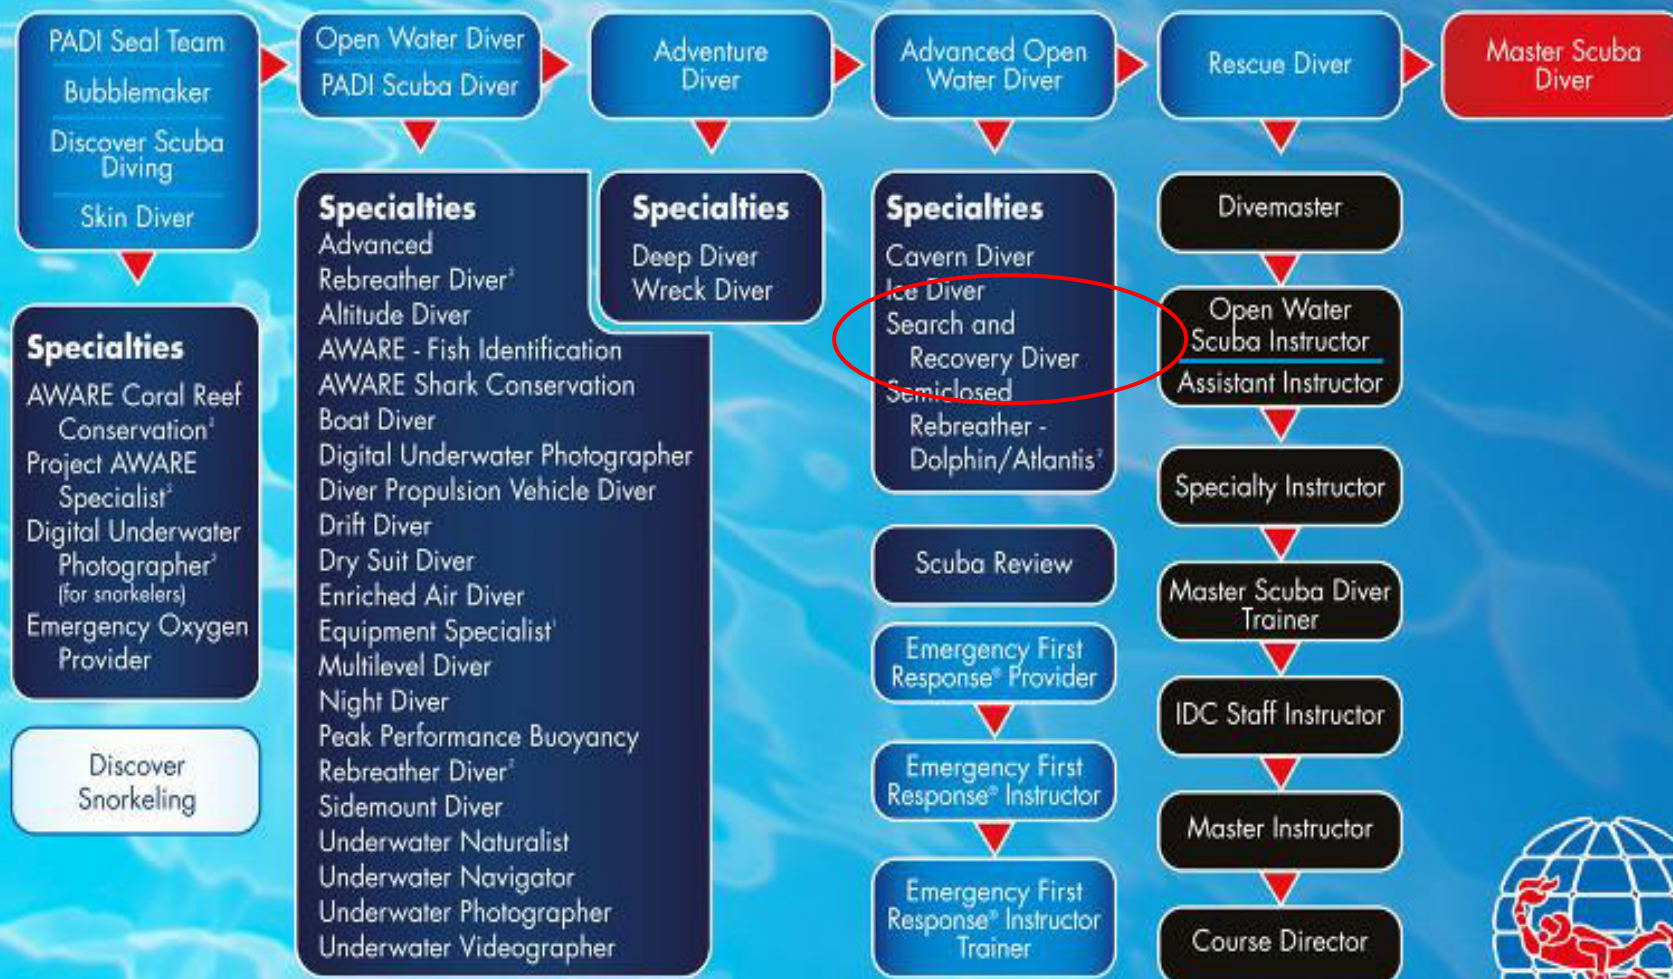 PADI Seal Team
Bubblemaker
Discover Scuba
Diving
Skin Diver
Specialties
AWARE Coral Reef
Conservation²
Project AWARE
Specialist²
Digital Underwater
Photographer²
(for snorkelers)
Emergency Oxygen
Provider
Discover
Snorkeling
Open Water Diver
PADI Scuba Diver
Specialties
Advanced
Rebreather Diver²
Altitude Diver
AWARE - Fish Identification
AWARE Shark Conservation
Boat Diver
Digital Underwater Photographer
Diver Propulsion Vehicle Diver
Drift Diver
Dry Suit Diver
Enriched Air Diver
Equipment Specialist¹
Multilevel Diver
Night Diver
Peak Performance Buoyancy
Rebreather Diver²
Sidemount Diver
Underwater Naturalist
Underwater Navigator
Underwater Photographer
Underwater Videographer
Adventure
Diver
Specialties
Deep Diver
Wreck Diver
Advanced Open
Water Diver
Specialties
Cavern Diver
Ice Diver
Search and
Recovery Diver
Semiclosed
Rebreather -
Dolphin/Atlantis²
Scuba Review
Emergency First
Response® Provider
Emergency First
Response® Instructor
Emergency First
Response® Instructor
Trainer
Rescue Diver
Divemaster
Open Water
Scuba Instructor
Assistant Instructor
Specialty Instructor
Master Scuba Diver
Trainer
IDC Staff Instructor
Master Instructor
Course Director
Master Scuba
Diver